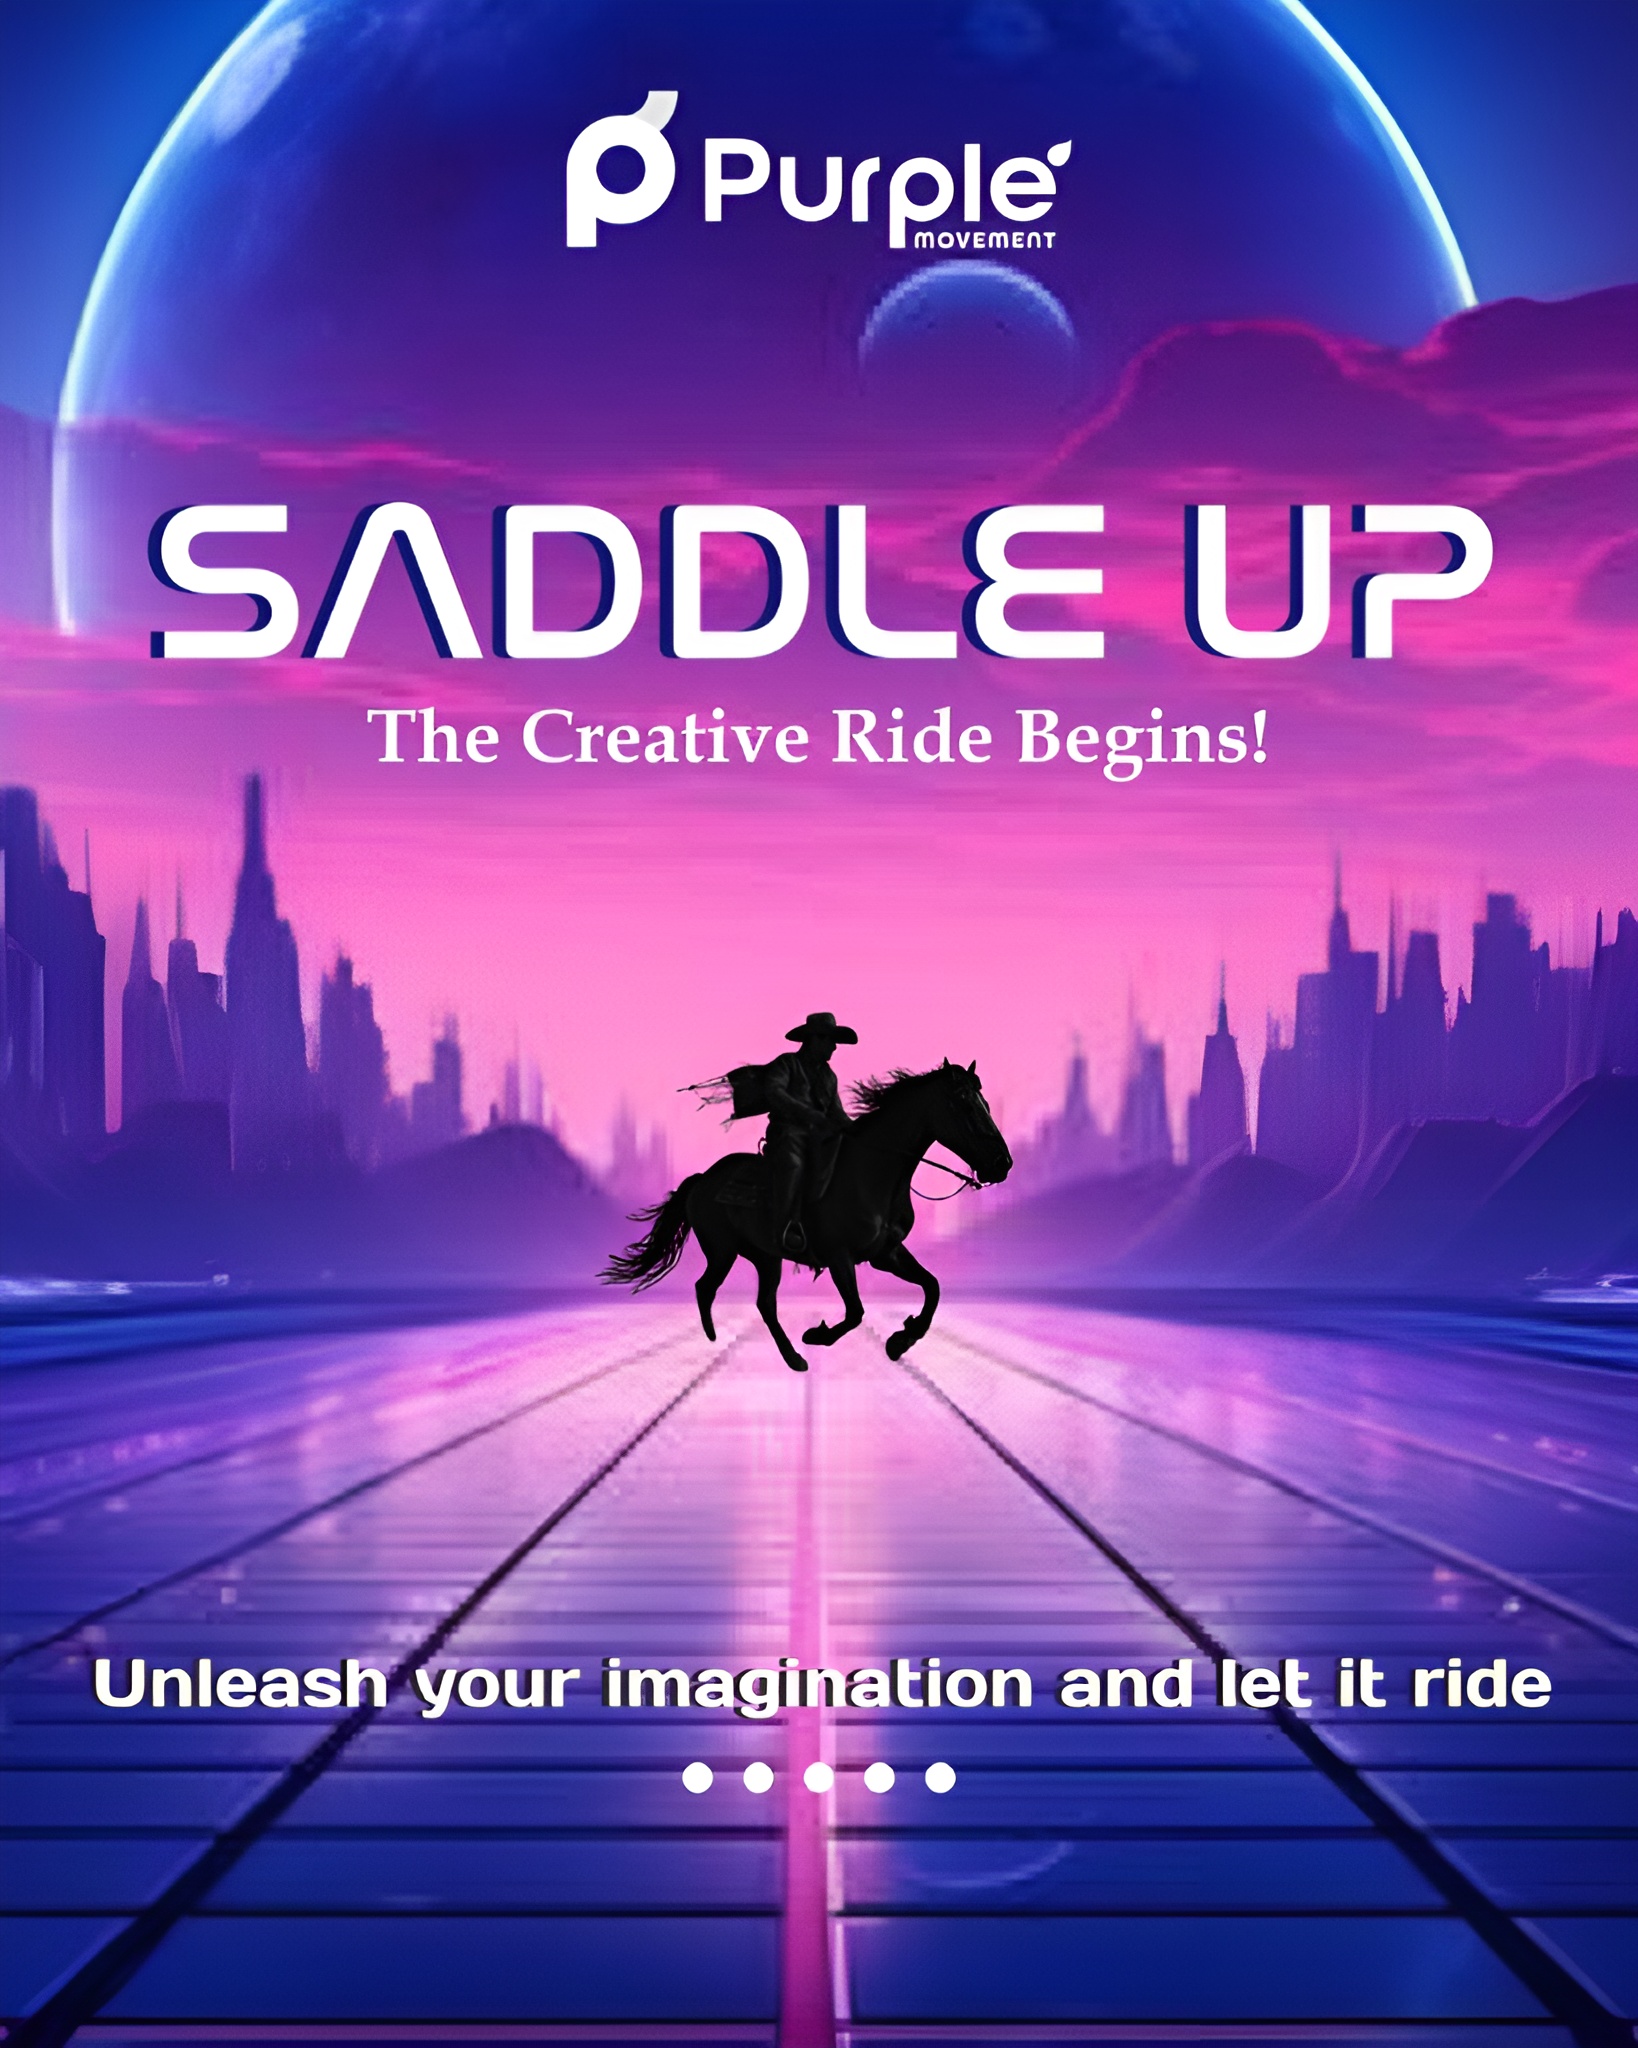 Purple
MOVEMENT
SADDLE UP
The Creative Ride Begins!
Unleash your imagination and let it ride